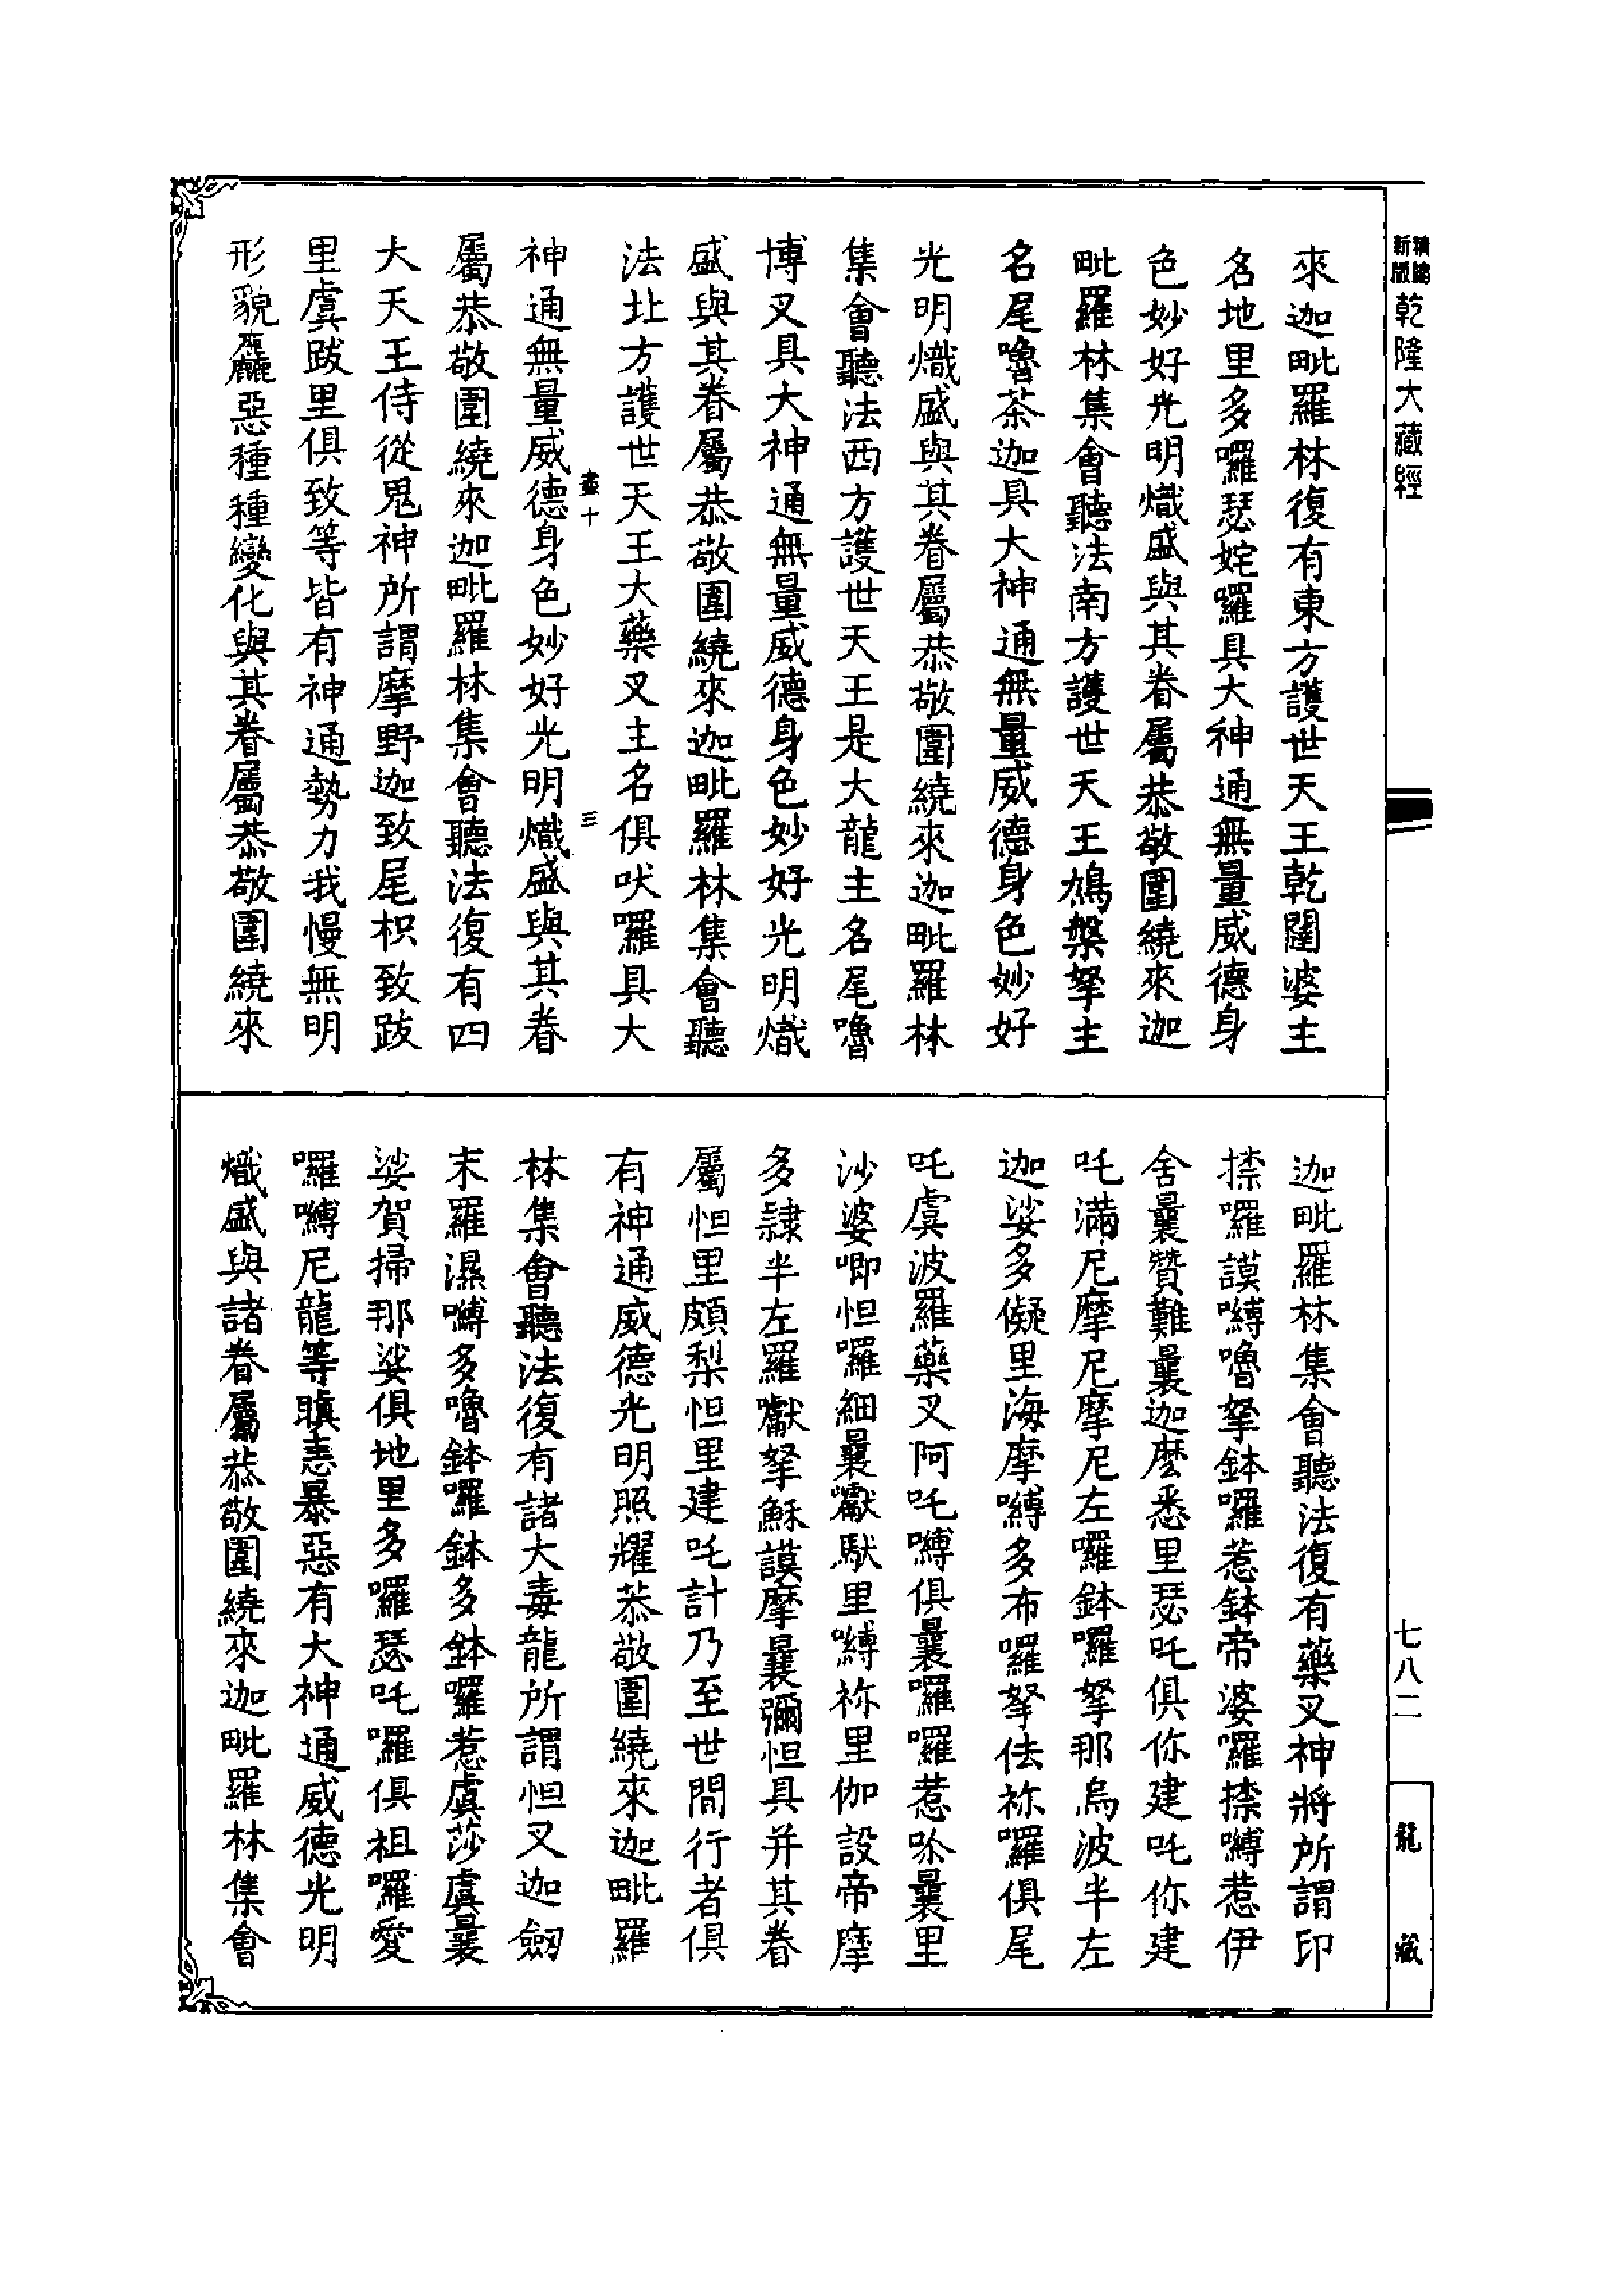 新版精縮乾隆大藏經
來迦毗羅林復有東方護世天王乾闥婆主
名地里多囉瑟姹囉具大神通無量威德身
色妙好光明熾盛與其眷屬恭敬圍繞來迦
毗羅林集會聽法南方護世天王鳩槃拏主
名尾嚕茶迦具大神通無量威德身色妙好
光明熾盛與其眷屬恭敬圍繞來迦毗羅林
集會聽法西方護世天王是大龍主名尾嚕
博叉具大神通無量威德身色妙好光明熾
盛與其眷屬恭敬圍繞來迦毗羅林集會聽
法北方護世天王大藥叉主名俱吠囉具大
神通無量威德身色妙好光明熾盛與其眷
屬恭敬圍繞來迦毗羅林集會聽法復有四
大天王侍從鬼神所謂摩野迦致尾枳致跋
里虞跋里俱致等皆有神通勢力我慢無明
形貌麤惡種種變化與其眷屬恭敬圍繞來
迦毗羅林集會聽法復有藥叉神將所謂印
捺囉謨嚩嚕拏鉢囉惹鉢帝婆囉捺嚩惹伊
舍曩贊難曩迦麽悉里瑟吒俱你建吒你建
吒滿尼摩尼摩尼左囉鉢囉拏那烏波半左
迦娑多儗里海摩嚩多布囉拏佉祢囉俱尾
吒虞波羅藥叉阿吒嚩俱曩囉囉惹吩曩里
沙婆唧怛囉細曩巘馱里嚩祢里伽設帝摩
多隷半左羅巘拏穌謨摩曩彌怛具并其眷
屬怛里頗梨怛里建吒計乃至世間行者俱
有神通威德光明照耀恭敬圍繞來迦毗羅
林集會聽法復有諸大毒龍所謂怛叉迦劔
末羅濕嚩多嚕鉢囉鉢多鉢囉惹虞莎虞曩
娑賀掃那娑俱地里多囉瑟吒囉俱祖囉愛
囉嚩尼龍等瞋恚暴惡有大神通威德光明
熾盛與諸眷屬恭敬圍繞來迦毗羅林集會
七八二
龍藏